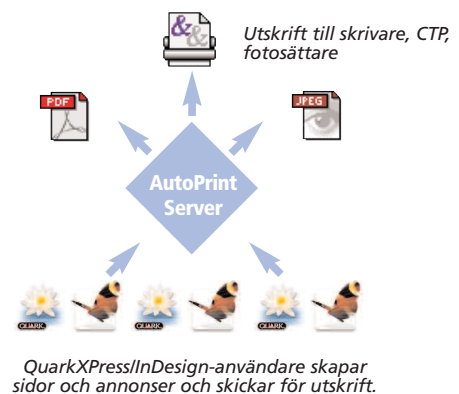 &&
Utskrift till skrivare, CTP,
fotosättare
PDF
JPEG
AutoPrint
Server
QUARK
QUARK
QUARK
QuarkXPress/InDesign-användare skapar
sidor och annonser och skickar för utskrift.